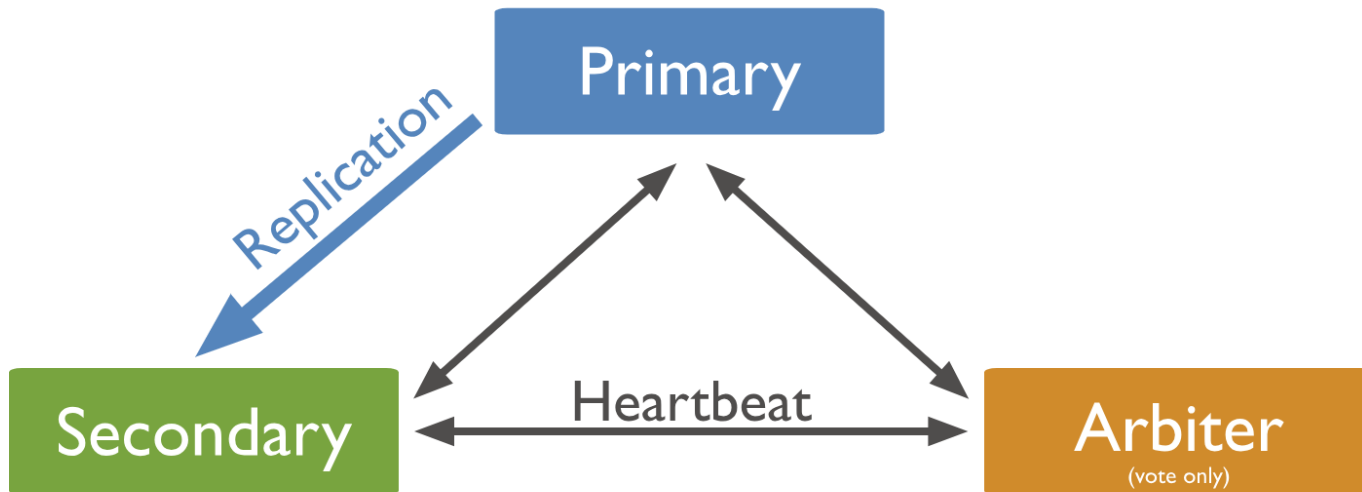 Primary
Replication
Heartbeat
Secondary
Arbiter
(vote only)